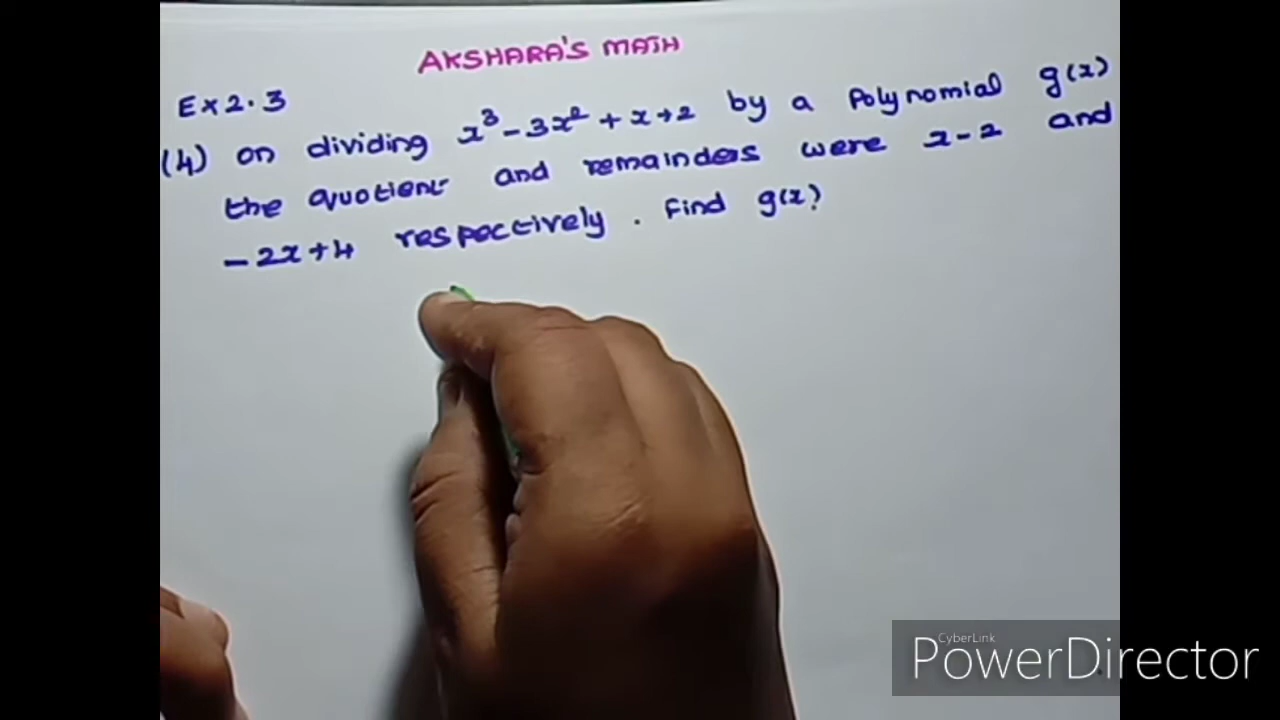 AKSHARA'S MATH
Ex 2.3
(4) on dividing x³ - 3x² + x + 2 by a polynomial g(x)
the quotient and remainders were x - 2 and
- 2x + 4 respectively. Find g(x)?
CyberLink
PowerDirector